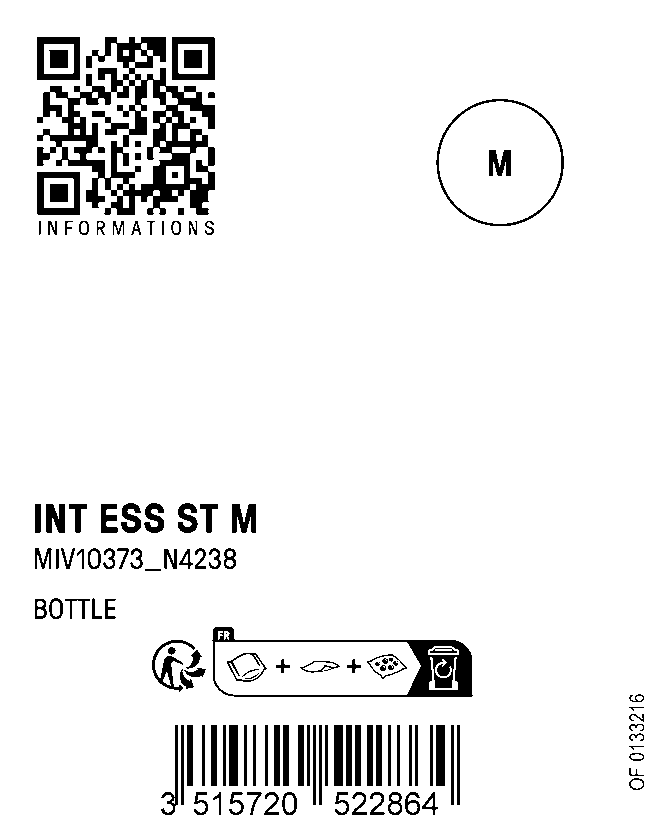 M
INFORMATIONS
INT ESS ST M
MIV10373_N4238
BOTTLE
FR
+ +
3 515720 522864
OF 0133216